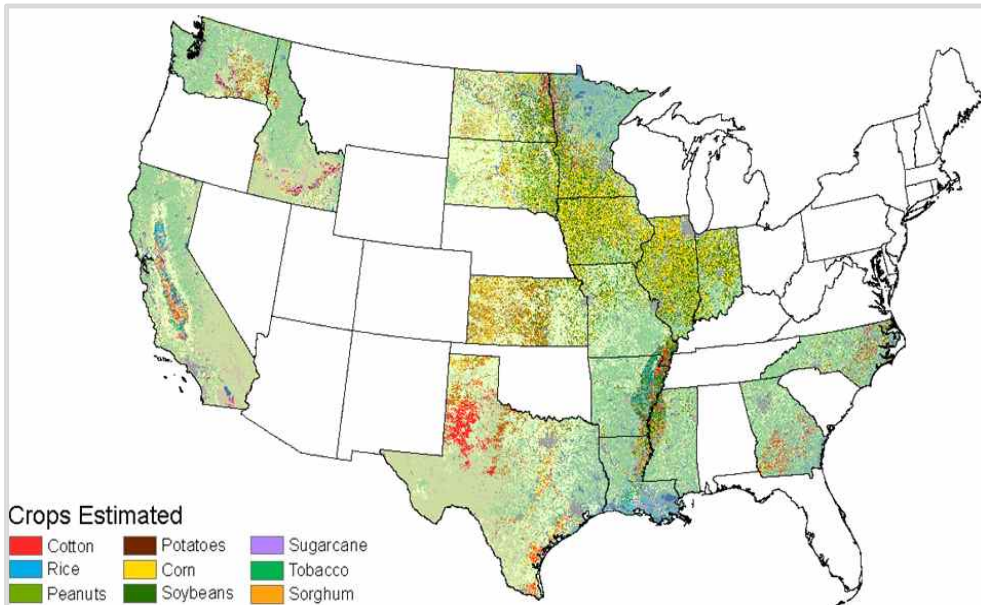 Crops Estimated
Cotton Potatoes Sugarcane
Rice Corn Tobacco
Peanuts Soybeans Sorghum